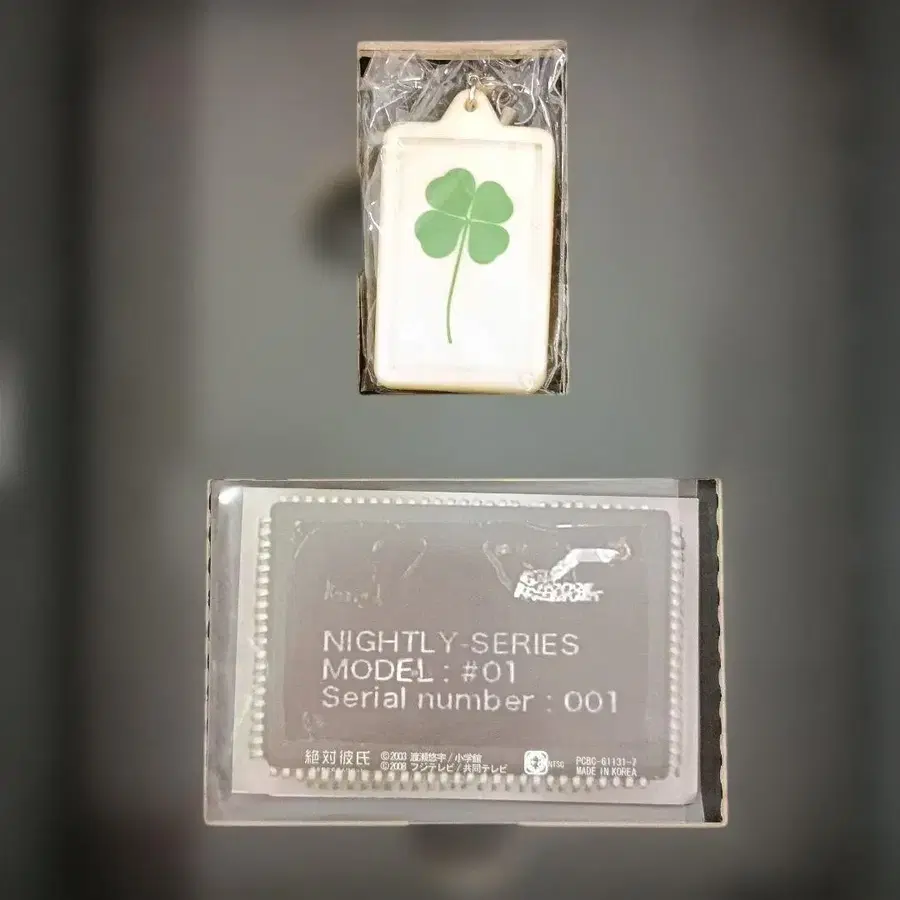 NIGHTLY-SERIES
MODEL : #01
Serial number : 001
絶対彼氏
©2003 渡瀬悠宇/小学館
©2008 フジテレビ/共同テレビ
NTSC
PCBC-61131-7
MADE IN KOREA